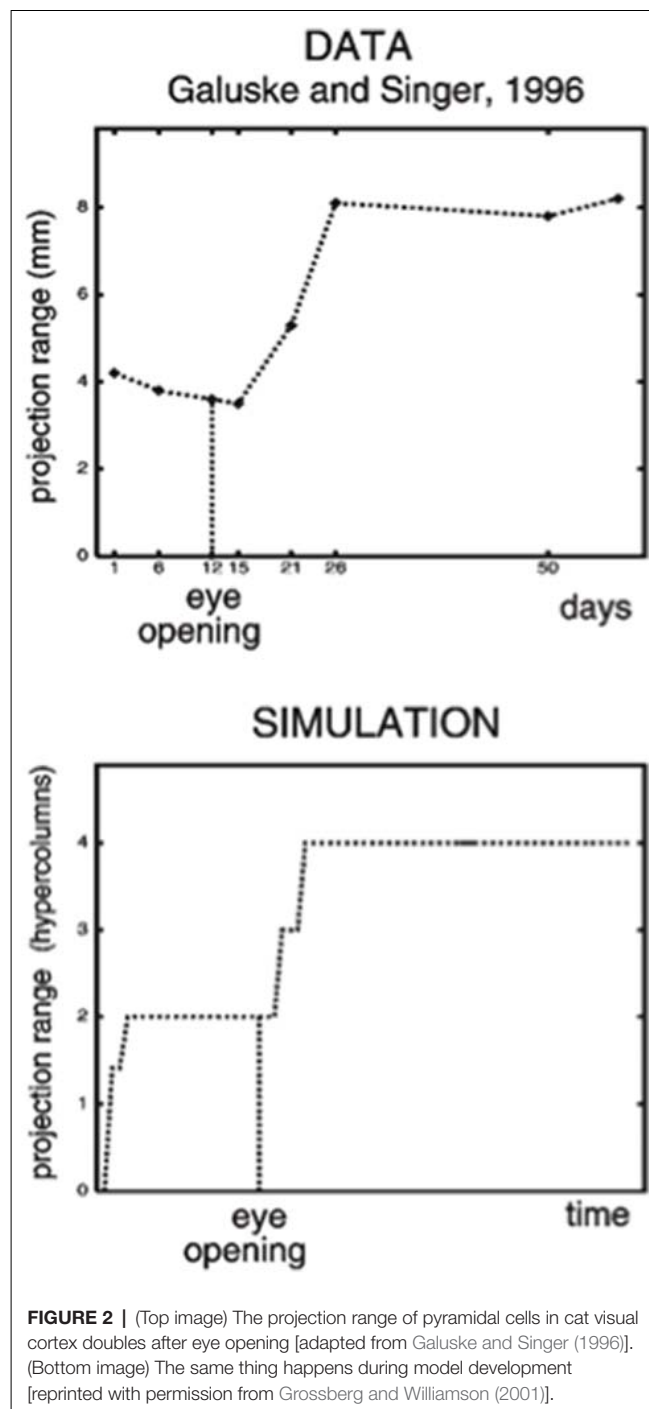 DATA
Galuske and Singer, 1996
projection range (mm)
8
6
4
2
0
1 6 12 15 21 26 50
eye
opening
days
SIMULATION
projection range (hypercolumns)
4
3
2
1
0
eye
opening
time
FIGURE 2 | (Top image) The projection range of pyramidal cells in cat visual
cortex doubles after eye opening [adapted from Galuske and Singer (1996)].
(Bottom image) The same thing happens during model development
[reprinted with permission from Grossberg and Williamson (2001)].